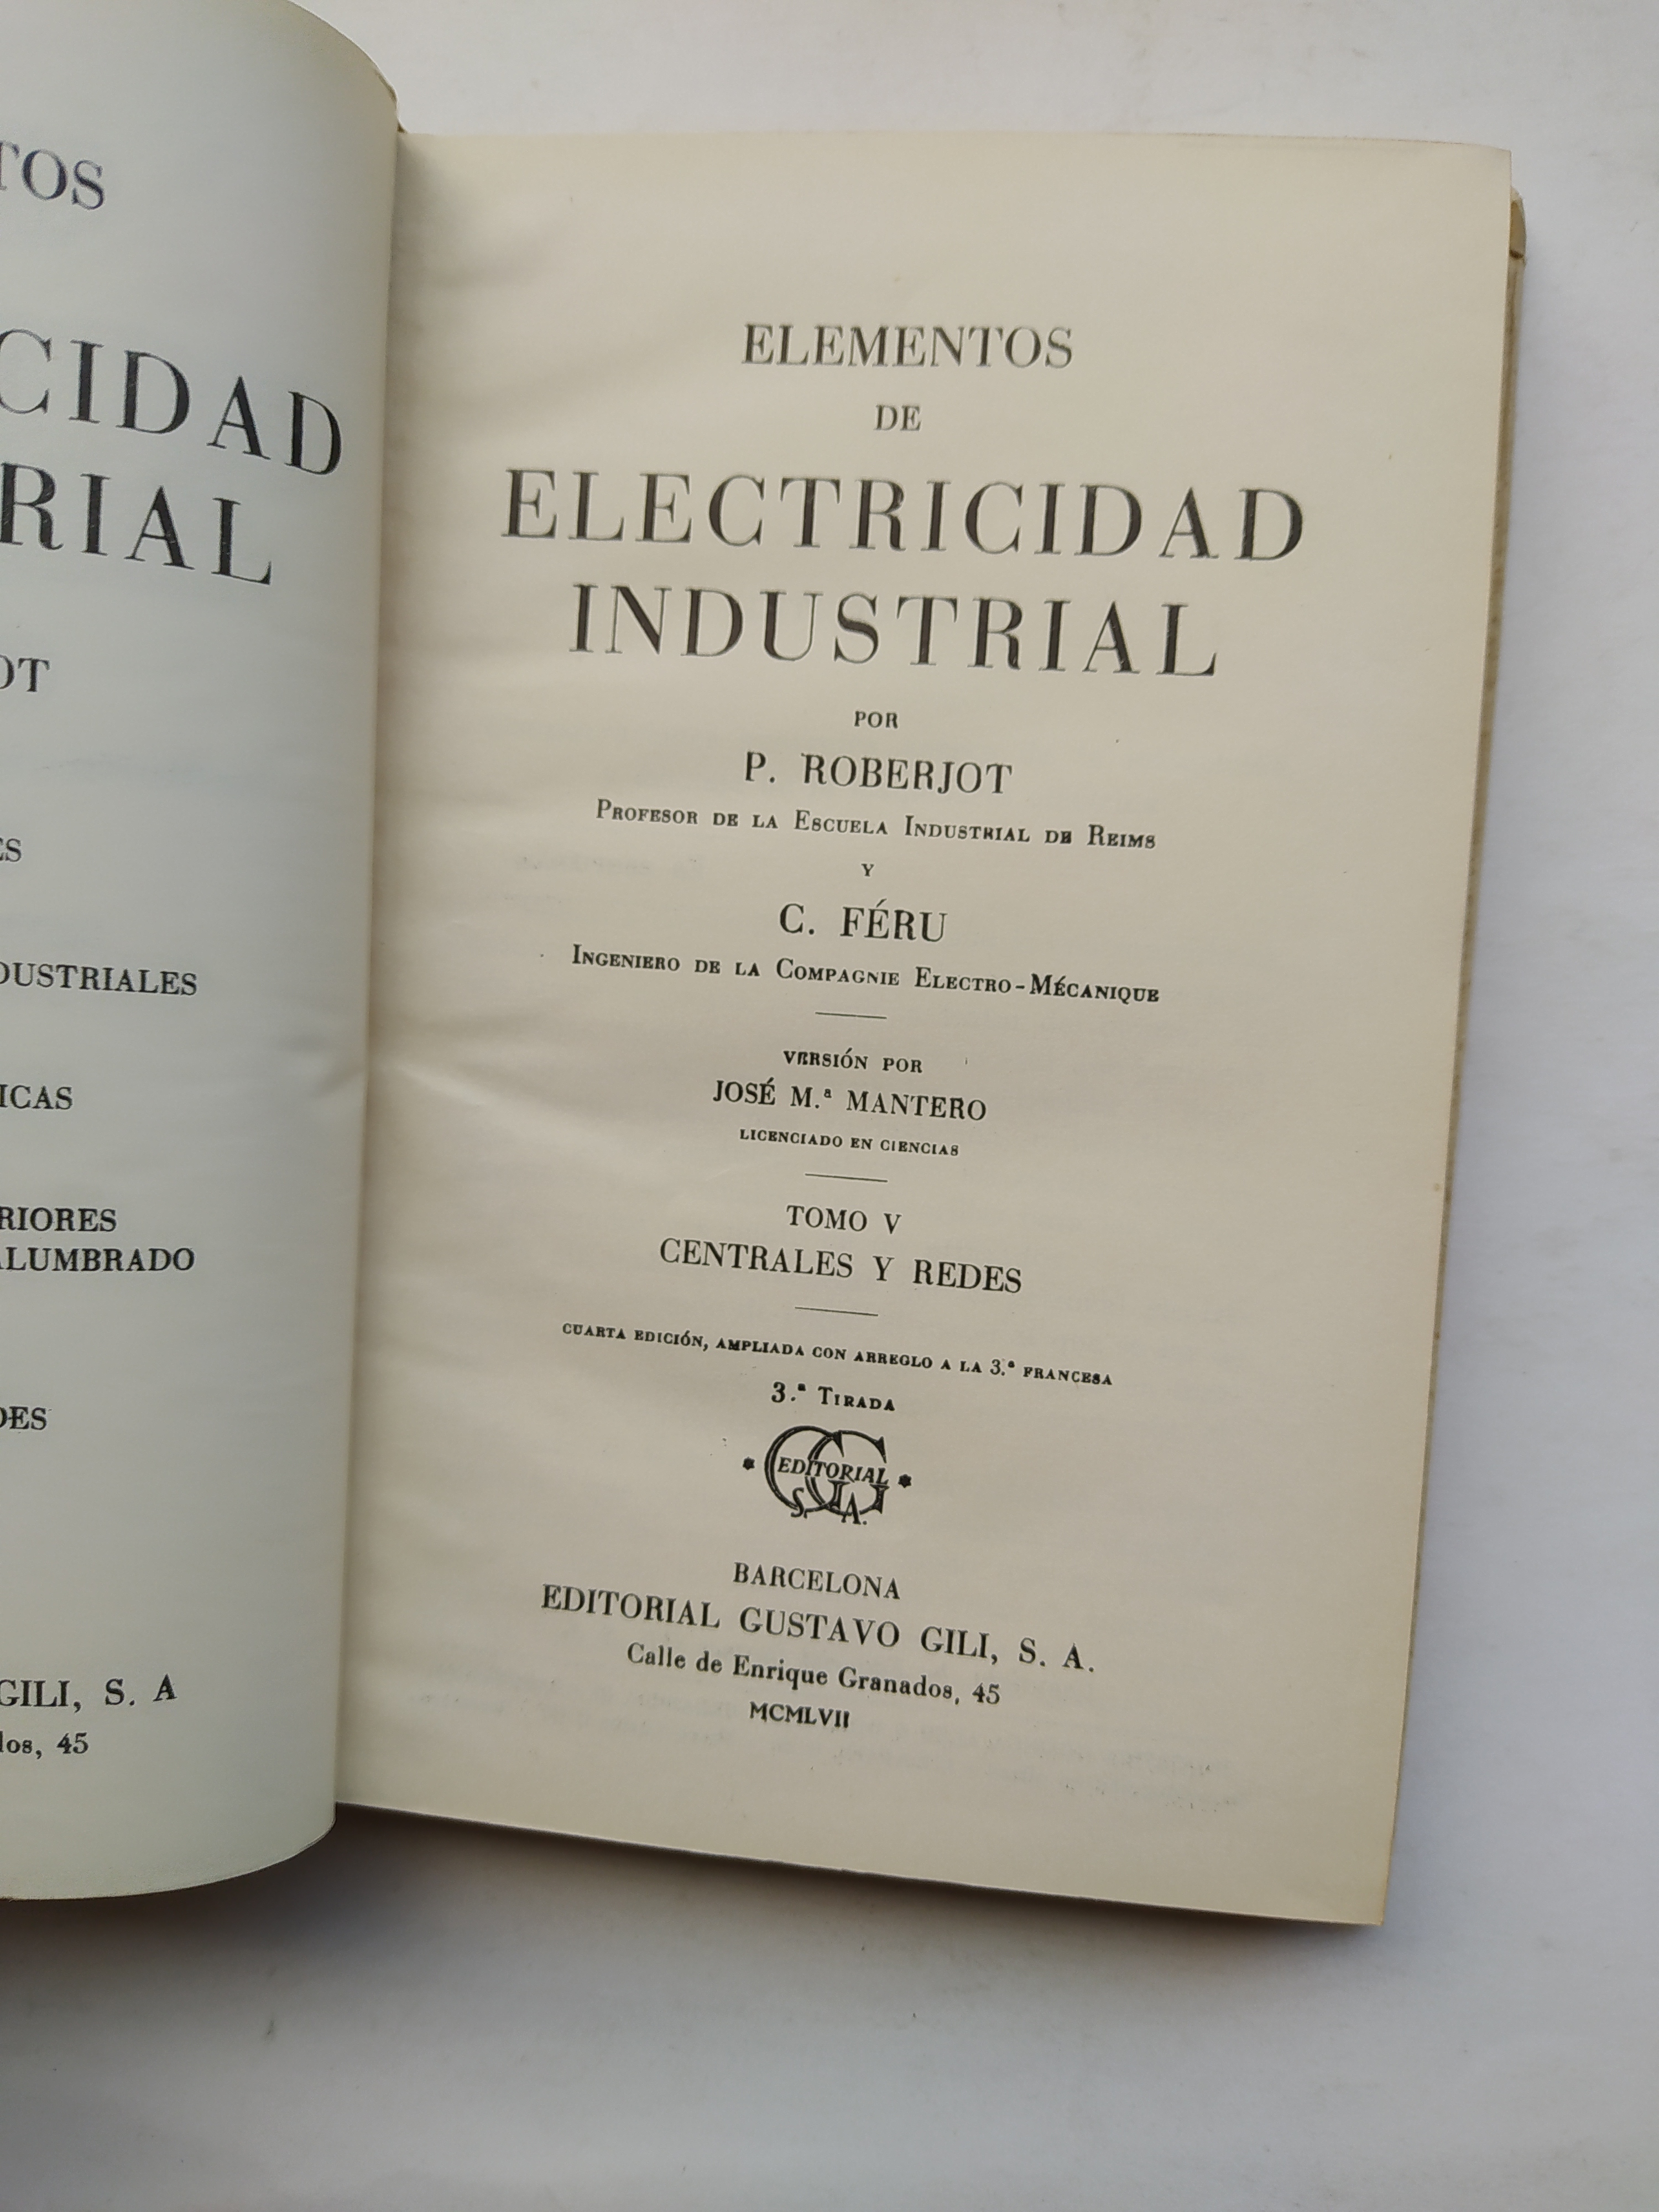 TOS
CIDAD
RIAL
OT
ES
DUSTRIALES
ICAS
RIORES
ALUMBRADO
DES
GILI, S. A
dos, 45
ELEMENTOS
DE
ELECTRICIDAD
INDUSTRIAL
POR
P. ROBERJOT
PROFESOR DE LA ESCUELA INDUSTRIAL DE REIMS
Y
C. FÉRU
INGENIERO DE LA COMPAGNIE ELECTRO-MÉCANIQUE
VERSIÓN POR
JOSÉ M.ª MANTERO
LICENCIADO EN CIENCIAS
TOMO V
CENTRALES Y REDES
CUARTA EDICIÓN, AMPLIADA CON ARREGLO A LA 3.ª FRANCESA
3.ª TIRADA
EDITORIAL
GG
S. A.
BARCELONA
EDITORIAL GUSTAVO GILI, S. A.
Calle de Enrique Granados, 45
MCMLVII